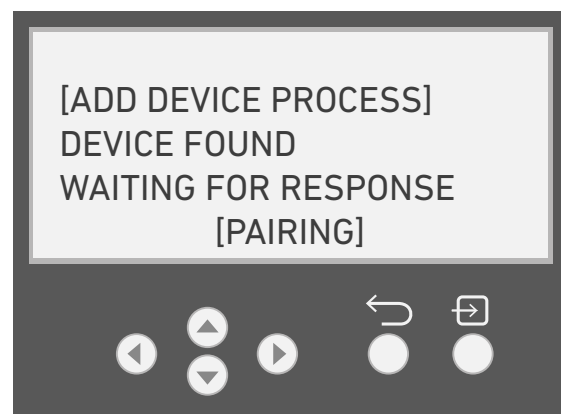 [ADD DEVICE PROCESS]
DEVICE FOUND
WAITING FOR RESPONSE
[PAIRING]